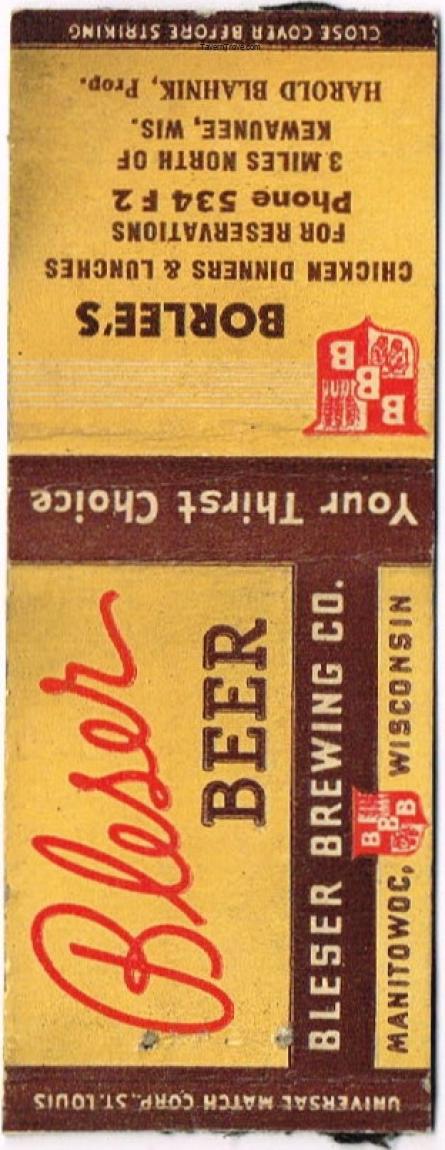 CLOSE COVER BEFORE STRIKING
HAROLD BLAHNIK, Prop.
KEWAUNEE, WIS.
3 MILES NORTH OF
Phone 534 F 2
FOR RESERVATIONS
CHICKEN DINNERS & LUNCHES
BORLEE'S
B B B
Your Thirst Choice
Bleser
BEER
BLESER BREWING CO.
MANITOWOC, WISCONSIN
B B B
UNIVERSAL MATCH CORP., ST. LOUIS